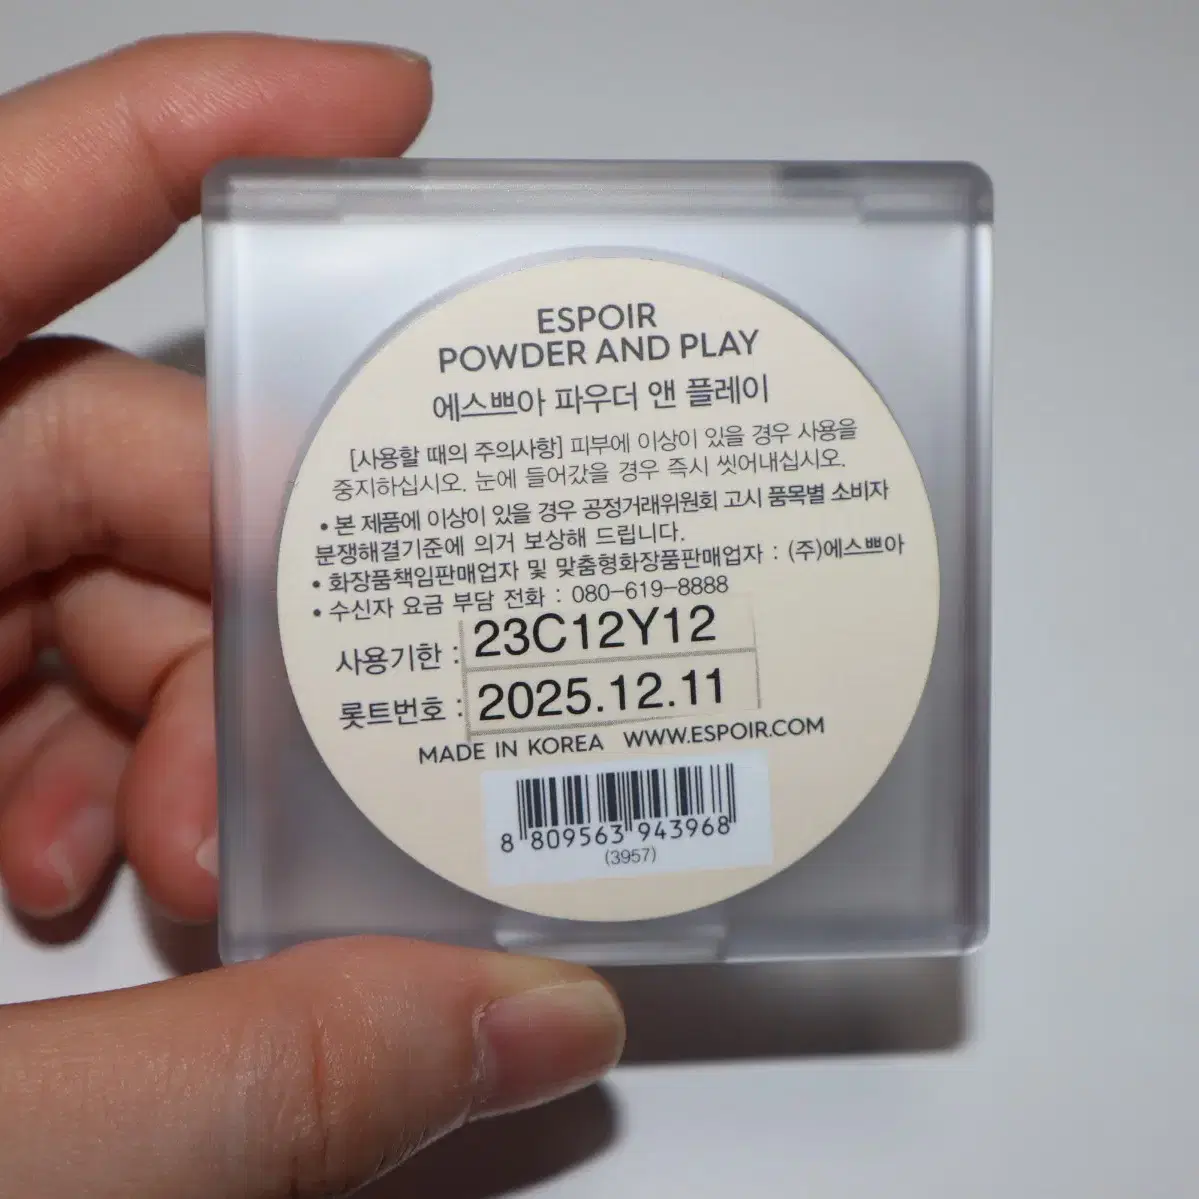 ESPOIR
POWDER AND PLAY
에스쁘아 파우더 앤 플레이
[사용할 때의 주의사항] 피부에 이상이 있을 경우 사용을
중지하십시오. 눈에 들어갔을 경우 즉시 씻어내십시오.
• 본 제품에 이상이 있을 경우 공정거래위원회 고시 품목별 소비자
분쟁해결기준에 의거 보상해 드립니다.
• 화장품책임판매업자 및 맞춤형화장품판매업자 : (주)에스쁘아
• 수신자 요금 부담 전화 : 080-619-8888
사용기한 : 23C12Y12
롯트번호 : 2025.12.11
MADE IN KOREA WWW.ESPOIR.COM
8 809563 943968
(3957)